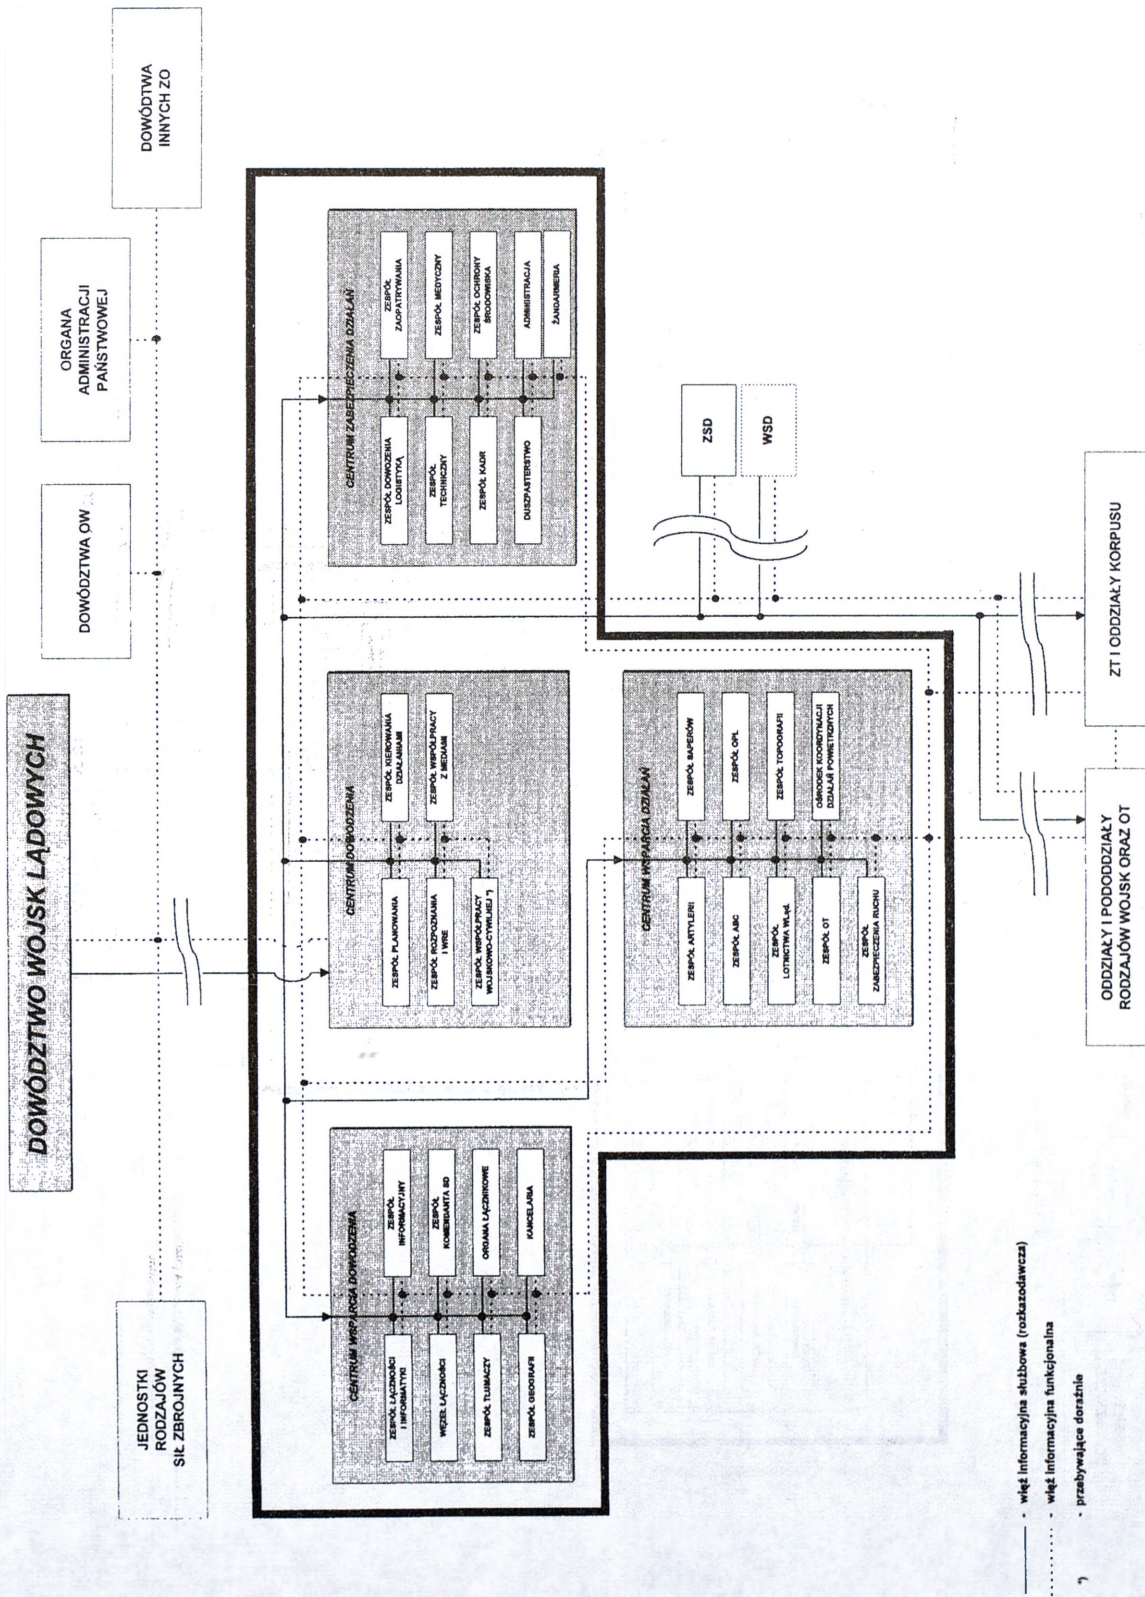 DOWÓDZTWO WOJSK LĄDOWYCH
JEDNOSTKI
RODZAJÓW
SIŁ ZBROJNYCH
DOWÓDZTWA OW
ORGANA
ADMINISTRACJI
PAŃSTWOWEJ
DOWÓDTWA
INNYCH ZO
CENTRUM WSPARCIA DOWODZENIA
ZESPÓŁ ŁĄCZNOŚCI
I INFORMATYKI
ZESPÓŁ
INFORMACYJNY
WĘZEŁ ŁĄCZNOŚCI
ZESPÓŁ
KOMENDANTA SD
ZESPÓŁ TŁUMACZY
ORGANA ŁĄCZNIKOWE
ZESPÓŁ GEOGRAFII
KANCELARIA
CENTRUM DOWODZENIA
ZESPÓŁ PLANOWANIA
ZESPÓŁ KIEROWANIA
DZIAŁANIAMI
ZESPÓŁ ROZPOZNANIA
I WRE
ZESPÓŁ WSPÓŁPRACY
Z MEDIAMI
ZESPÓŁ WSPÓŁPRACY
WOJSKOWO-CYWILNEJ *)
CENTRUM ZABEZPIECZENIA DZIAŁAŃ
ZESPÓŁ DOWOŻENIA
LOGISTYKĄ
ZESPÓŁ
ZAOPATRYWANIA
ZESPÓŁ
TECHNICZNY
ZESPÓŁ MEDYCZNY
ZESPÓŁ KADR
ZESPÓŁ OCHRONY
ŚRODOWISKA
DUSZPASTERSTWO
ADMINISTRACJA
ŻANDARMERIA
CENTRUM WSPARCIA DZIAŁAŃ
ZESPÓŁ ARTYLERII
ZESPÓŁ SAPERÓW
ZESPÓŁ ABC
ZESPÓŁ OPL
ZESPÓŁ
LOTNICTWA WLąd.
ZESPÓŁ TOPOGRAFII
ZESPÓŁ OT
OŚRODEK KOORDYNACJI
DZIAŁAŃ POWIETRZNYCH
ZESPÓŁ
ZABEZPIECZENIA RUCHU
ZSD
WSD
ODDZIAŁY I PODODDZIAŁY
RODZAJÓW WOJSK ORAZ OT
ZT I ODDZIAŁY KORPUSU
- więź informacyjna służbowa (rozkazodawcza)
- więź informacyjna funkcjonalna
*) - przebywające doraźnie